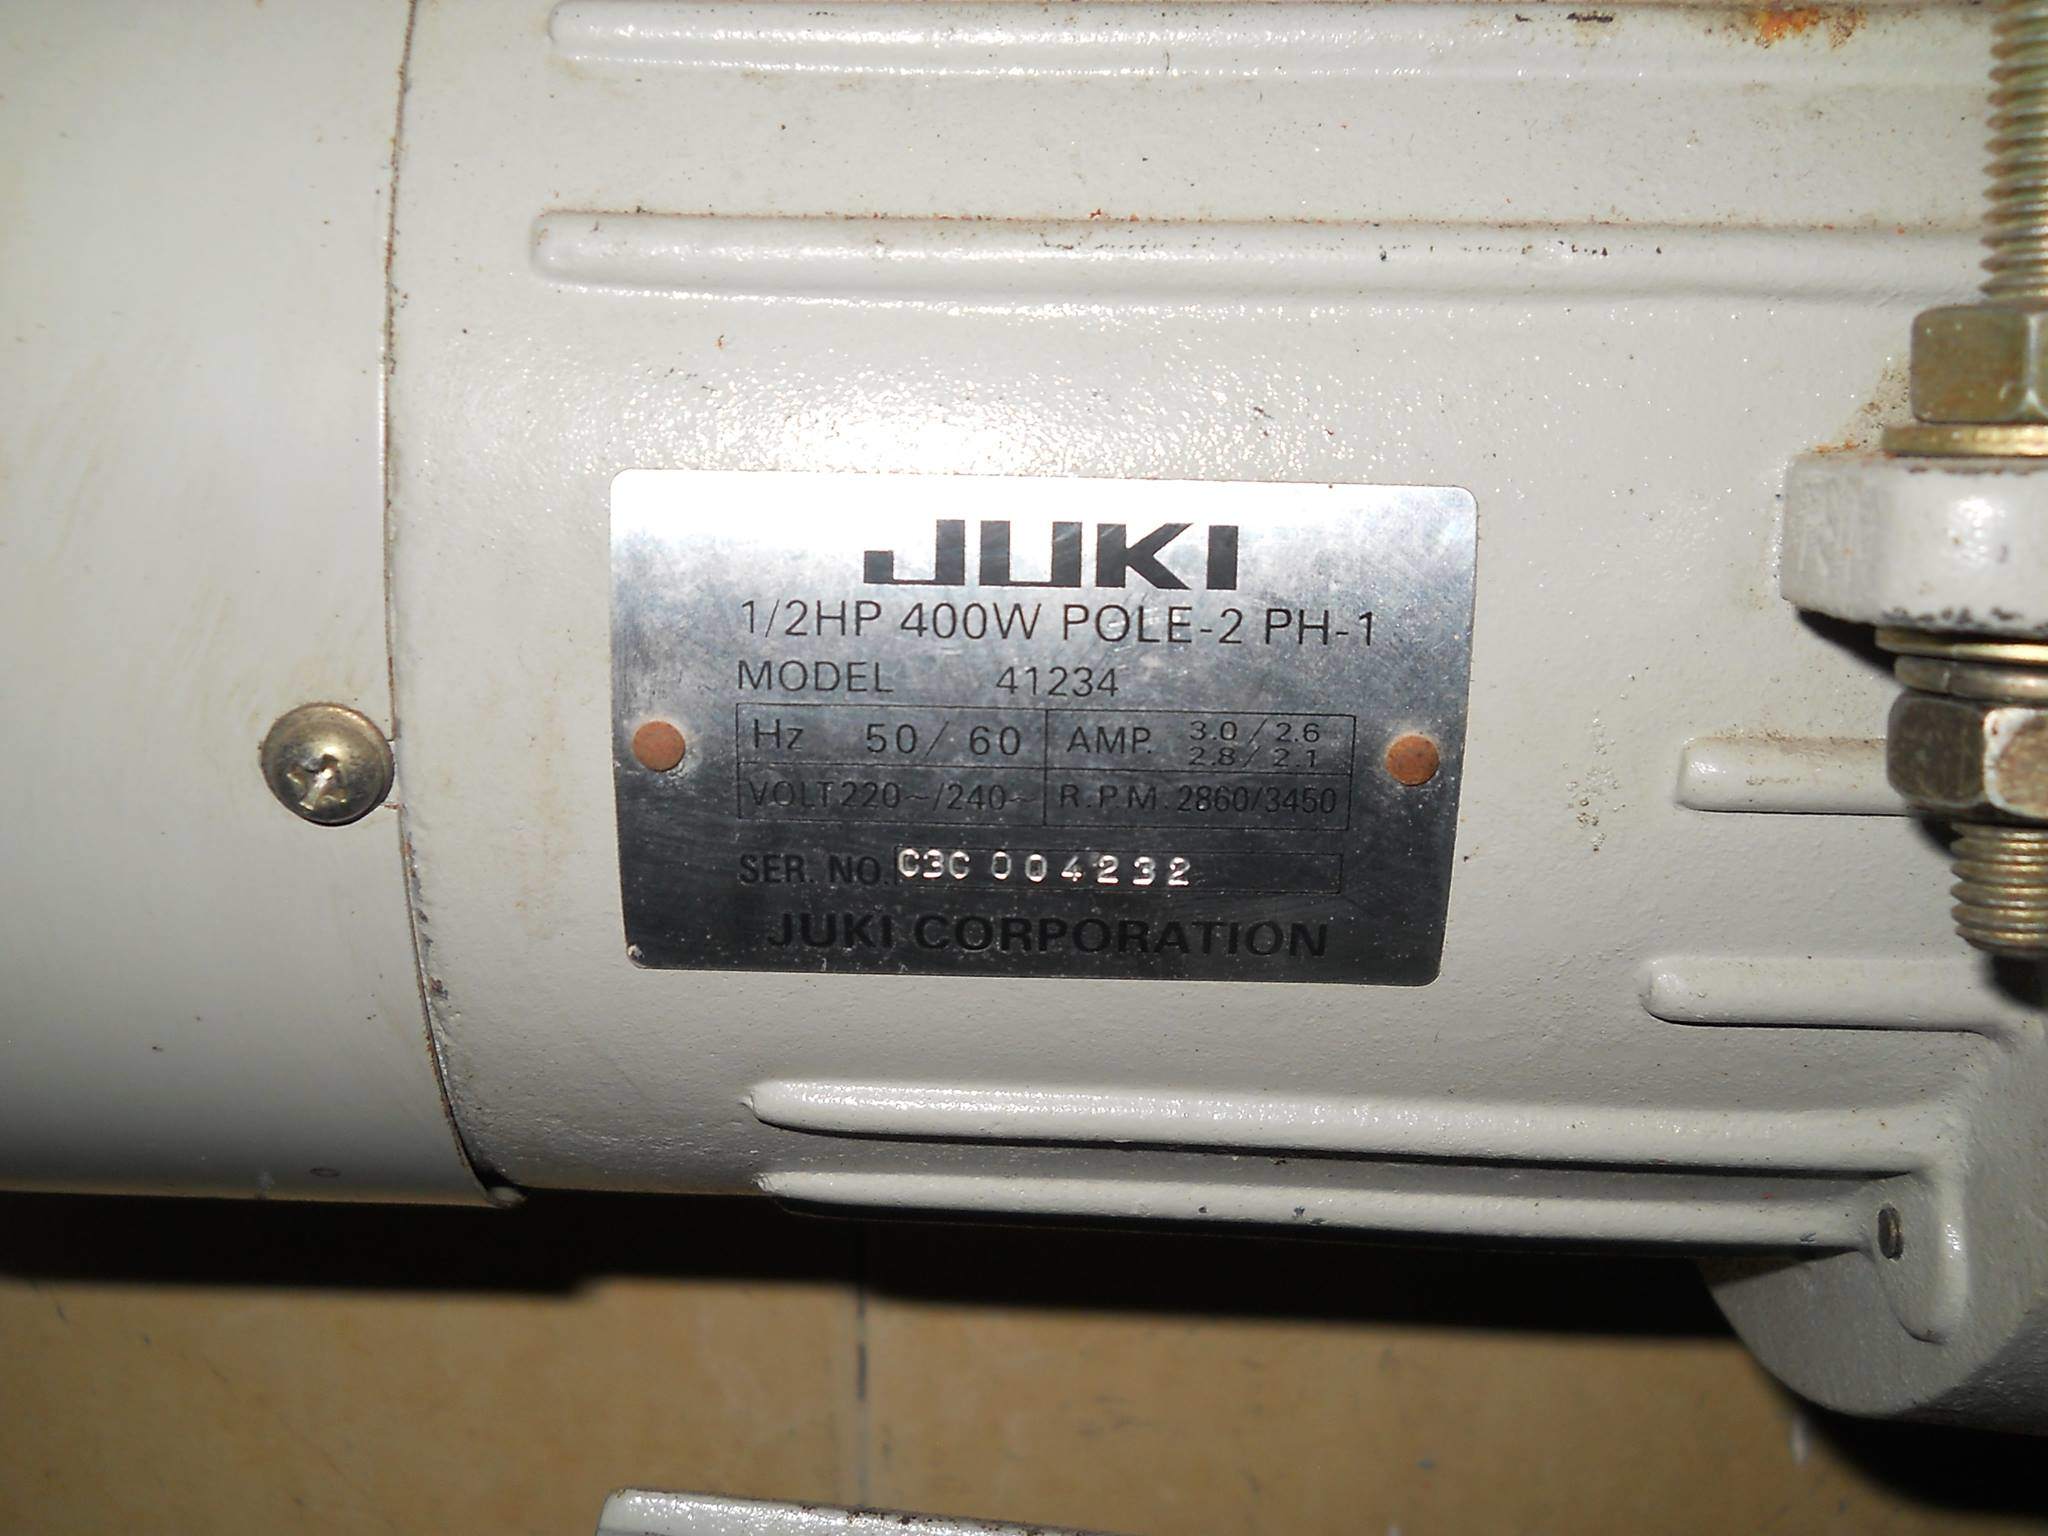 JUKI
1/2HP 400W POLE-2 PH-1
MODEL 41234
Hz 50/60 AMP. 3.0/2.6
2.8/2.1
VOLT 220~/240~ R.P.M. 2860/3450
SER. NO. C3C 004232
JUKI CORPORATION